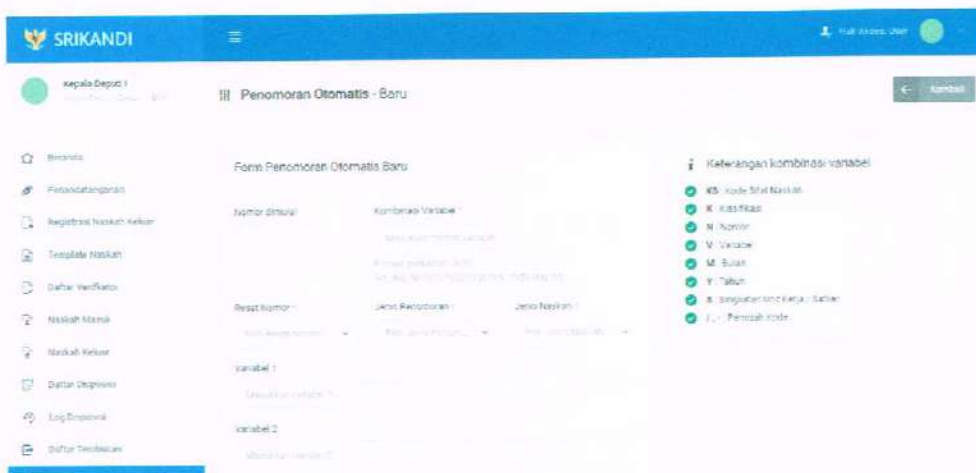 SRIKANDI
Kepala Deputi I
Penomoran Otomatis - Baru
Kembali
Beranda
Penandatanganan
Registrasi Naskah Keluar
Template Naskah
Daftar Verifikator
Naskah Masuk
Naskah Keluar
Daftar Disposisi
Log Disposisi
Daftar Tembusan
Form Penomoran Otomatis Baru
Nomor dimulai
Kombinasi Variabel *
Reset Nomor *
Jenis Penomoran *
Jenis Naskah *
Variabel 1
Variabel 2
i Keterangan kombinasi variabel
KS : Kode Sifat Naskah
K : Klasifikasi
N : Nomor
V : Variabel
M : Bulan
Y : Tahun
S : Singkatan Unit Kerja / Satker
Pemisah Kode